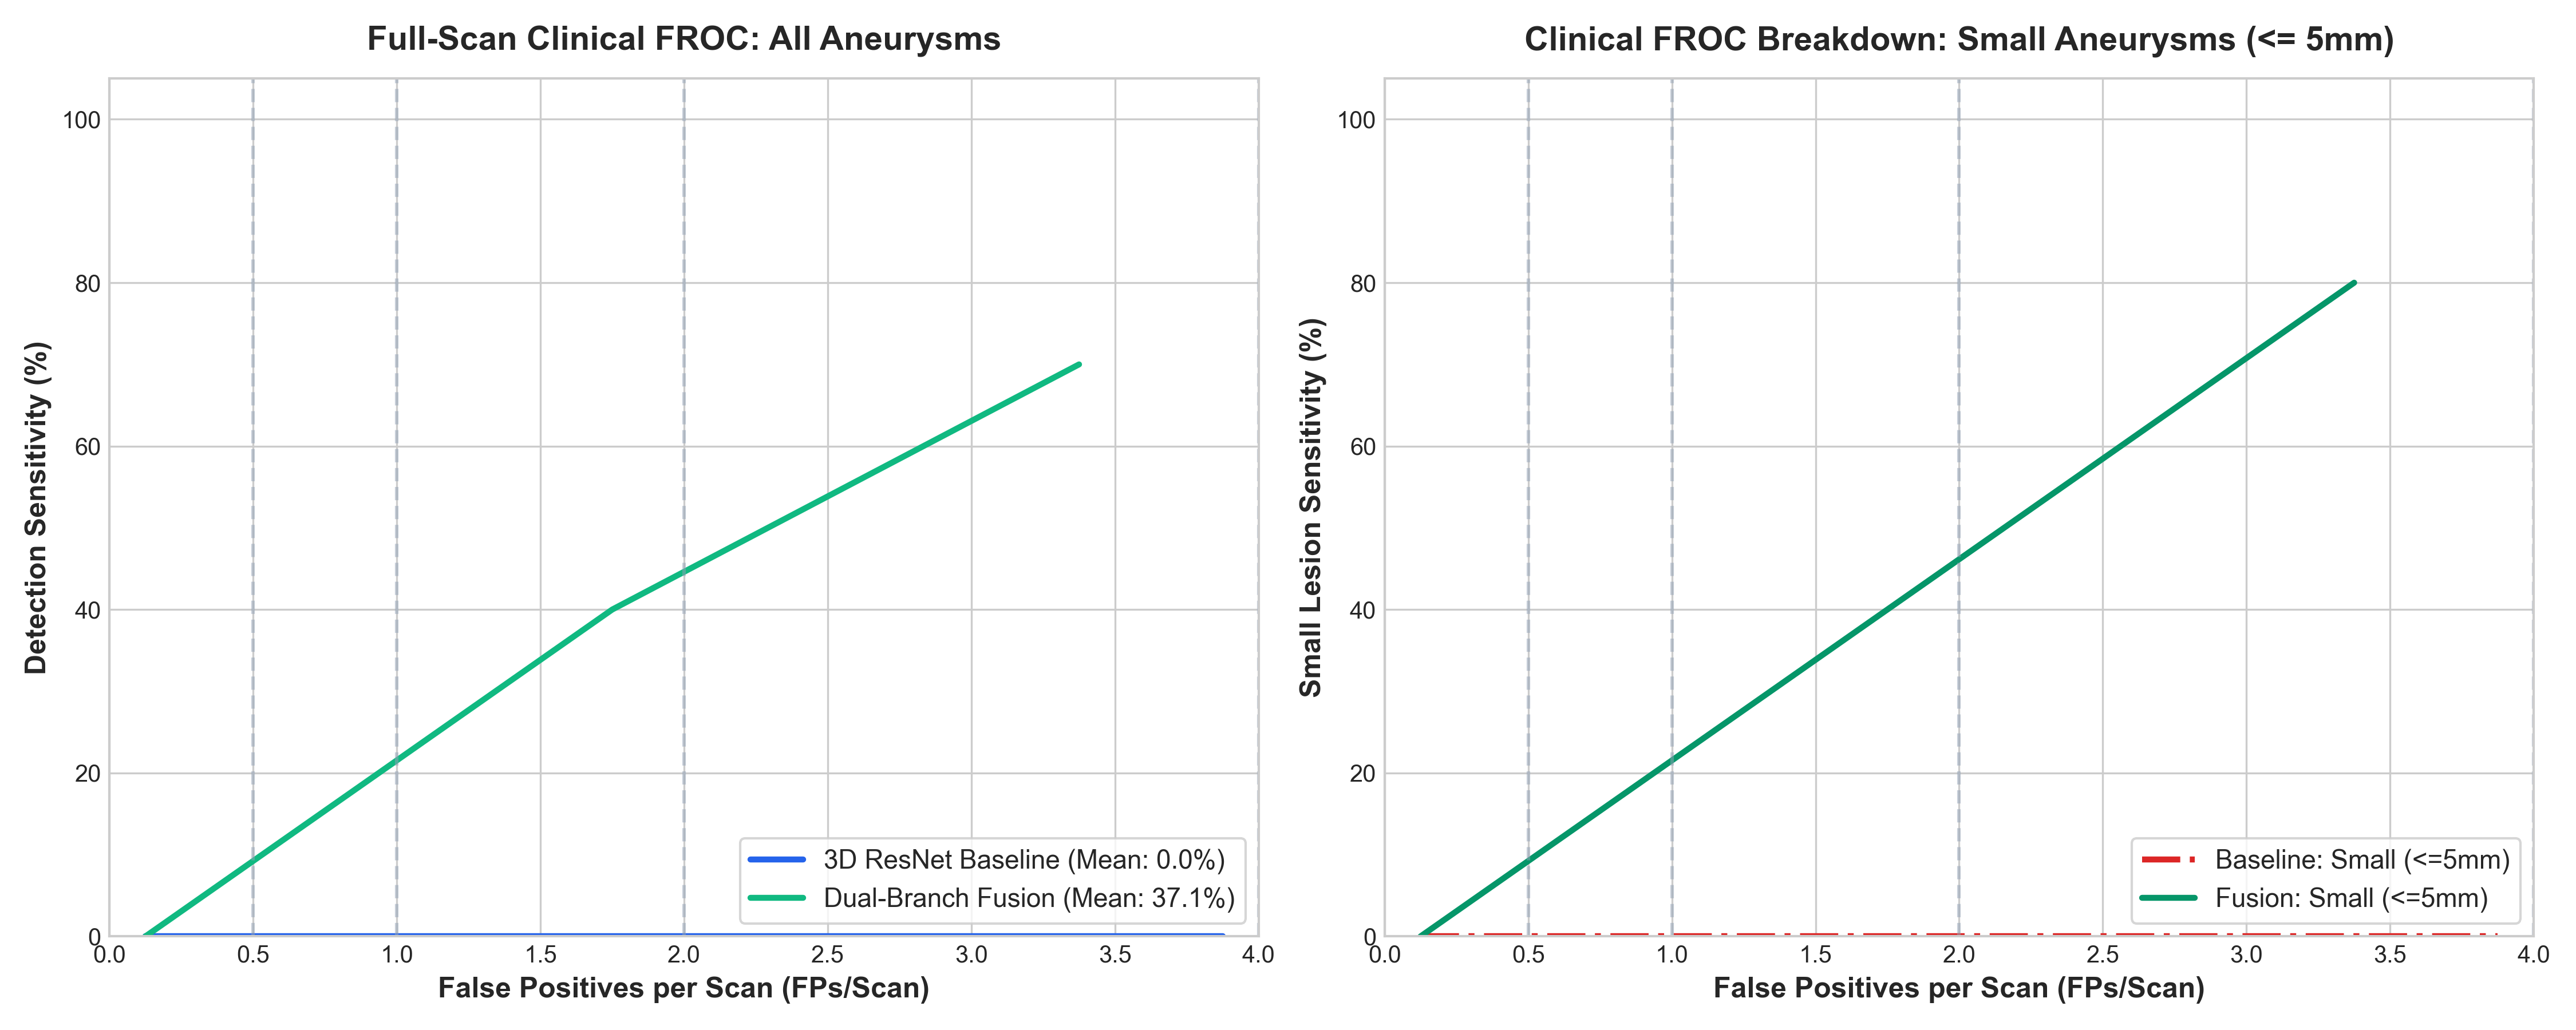 Full-Scan Clinical FROC: All Aneurysms
Detection Sensitivity (%)
100
80
60
40
20
0
0.0 0.5 1.0 1.5 2.0 2.5 3.0 3.5 4.0
False Positives per Scan (FPs/Scan)
3D ResNet Baseline (Mean: 0.0%)
Dual-Branch Fusion (Mean: 37.1%)
Clinical FROC Breakdown: Small Aneurysms (<= 5mm)
Small Lesion Sensitivity (%)
100
80
60
40
20
0
0.0 0.5 1.0 1.5 2.0 2.5 3.0 3.5 4.0
False Positives per Scan (FPs/Scan)
Baseline: Small (<=5mm)
Fusion: Small (<=5mm)